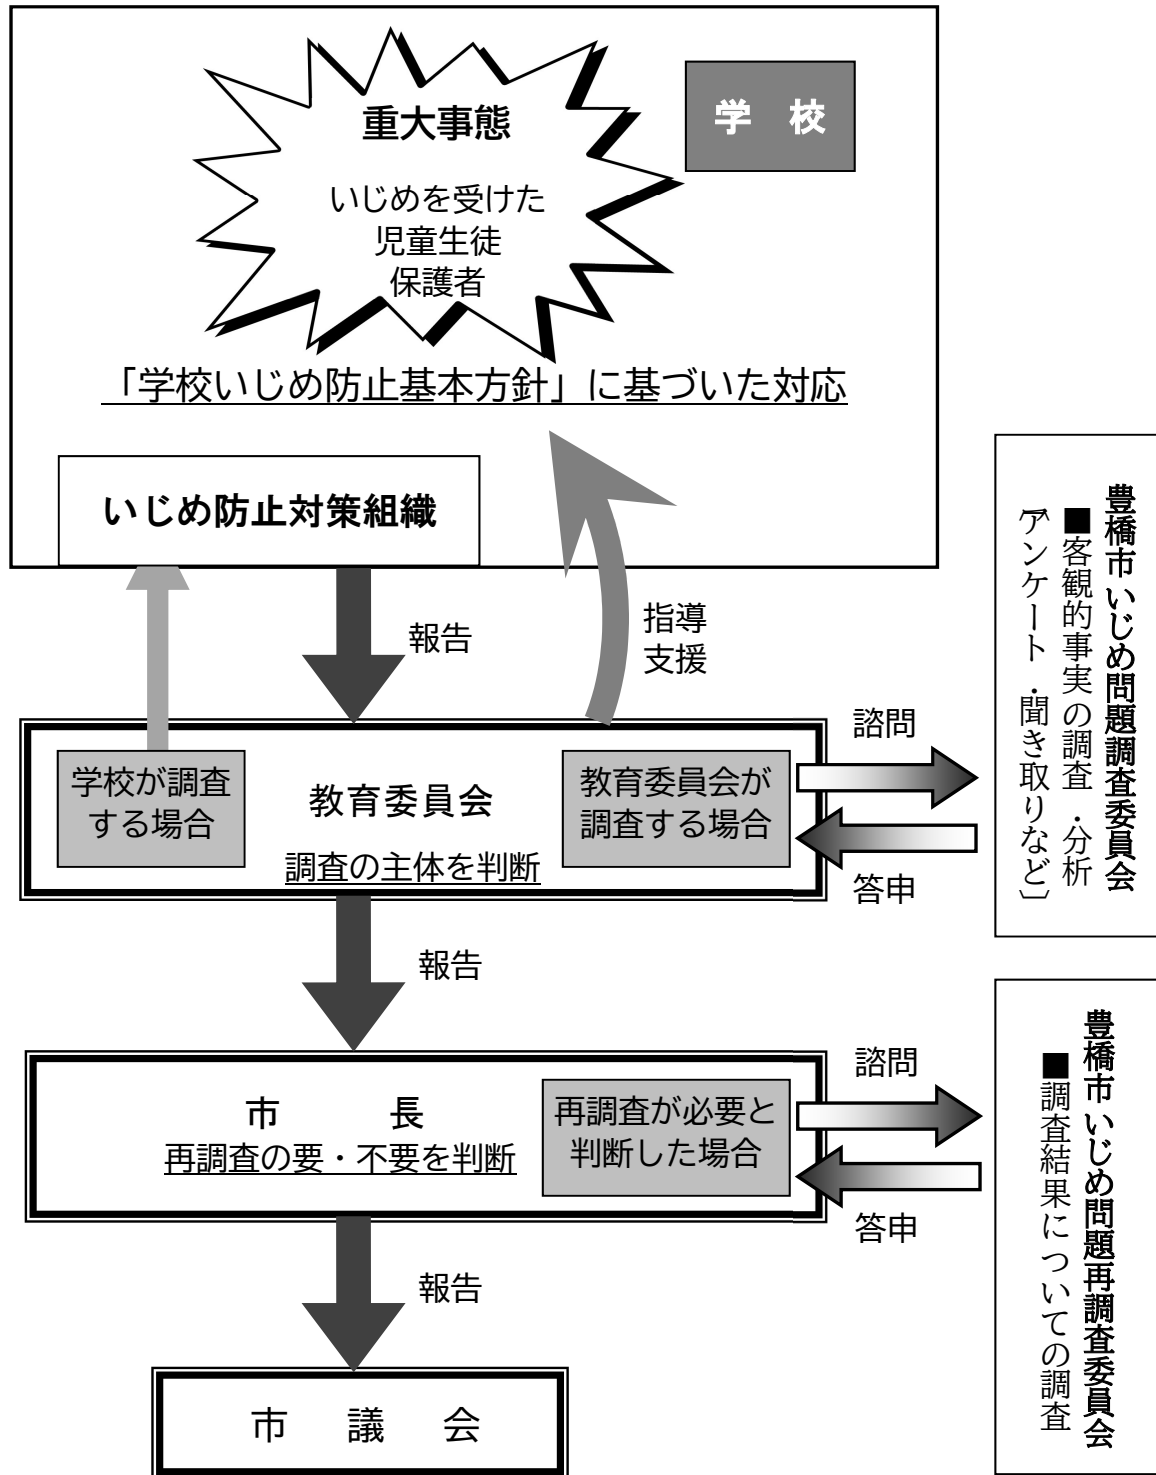 重大事態
いじめを受けた
児童生徒
保護者
学　校
「学校いじめ防止基本方針」に基づいた対応
いじめ防止対策組織
報告
指導
支援
学校が調査
する場合
教育委員会
調査の主体を判断
教育委員会が
調査する場合
諮問
答申
豊橋市いじめ問題調査委員会
■客観的事実の調査・分析
〔アンケート・聞き取りなど〕
報告
市　　長
再調査の要・不要を判断
再調査が必要と
判断した場合
諮問
答申
豊橋市いじめ問題再調査委員会
■調査結果についての調査
報告
市　議　会